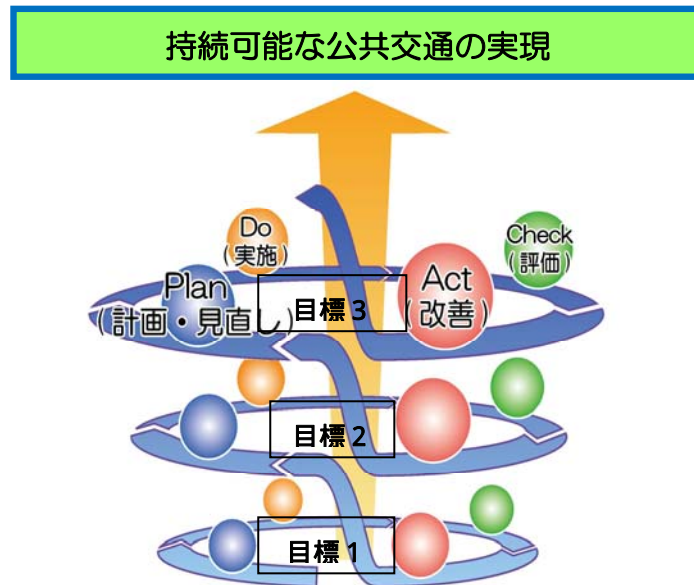 持続可能な公共交通の実現
Do
(実施)
Check
(評価)
Plan
(計画・見直し)
Act
(改善)
目標3
目標2
目標1